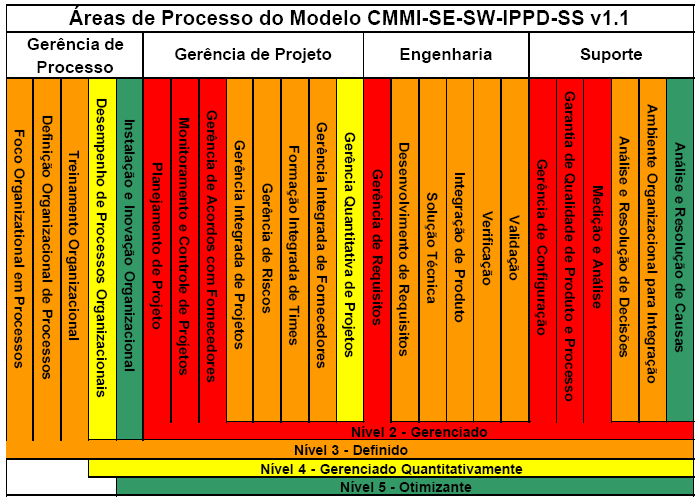 Áreas de Processo do Modelo CMMI-SE-SW-IPPD-SS v1.1
Gerência de
Processo
Gerência de Projeto
Engenharia
Suporte
Foco Organizational em Processos
Definição Organizacional de Processos
Treinamento Organizacional
Desempenho de Processos Organizacionais
Instalação e Inovação Organizacional
Planejamento de Projeto
Monitoramento e Controle de Projetos
Gerência de Acordos com Fornecedores
Gerência Integrada de Projetos
Gerência de Riscos
Formação Integrada de Times
Gerência Integrada de Fornecedores
Gerência Quantitativa de Projetos
Gerência de Requisitos
Desenvolvimento de Requisitos
Solução Técnica
Integração de Produto
Verificação
Validação
Gerência de Configuração
Garantia de Qualidade de Produto e Processo
Medição e Análise
Análise e Resolução de Decisões
Ambiente Organizacional para Integração
Análise e Resolução de Causas
Nível 2 - Gerenciado
Nível 3 - Definido
Nível 4 - Gerenciado Quantitativamente
Nível 5 - Otimizante